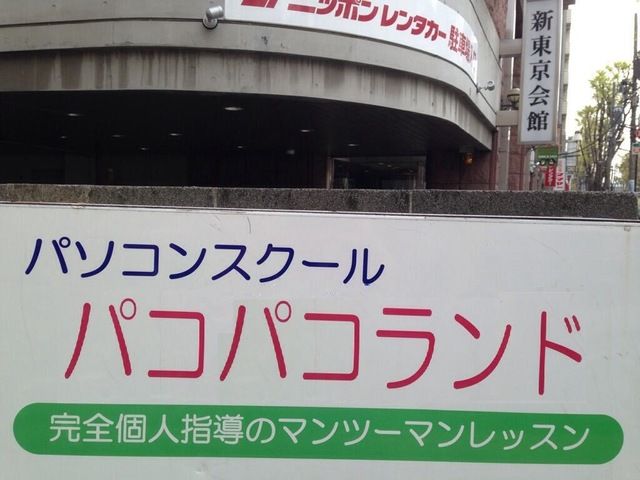 ニッポンレンタカー 駐車場入
新東京会館
パソコンスクール
パコパコランド
完全個人指導のマンツーマンレッスン